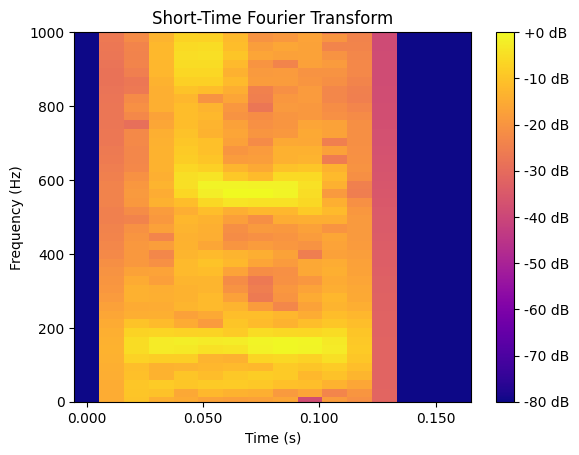 Short-Time Fourier Transform
1000
800
600
400
200
0
Frequency (Hz)
0.000
0.050
0.100
0.150
Time (s)
+0 dB
-10 dB
-20 dB
-30 dB
-40 dB
-50 dB
-60 dB
-70 dB
-80 dB